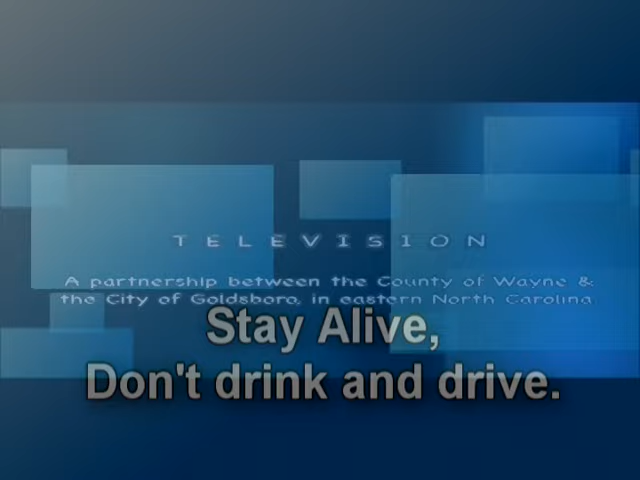 TELEVISION
A partnership between the County of Wayne &
the City of Goldsboro, in eastern North Carolina
Stay Alive,
Don't drink and drive.